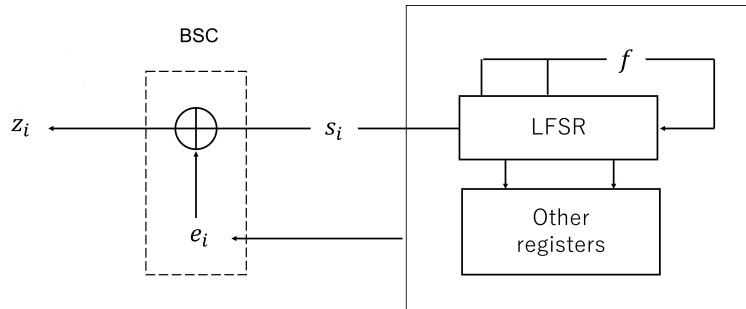 BSC
f
z_i
s_i
LFSR
e_i
Other
registers